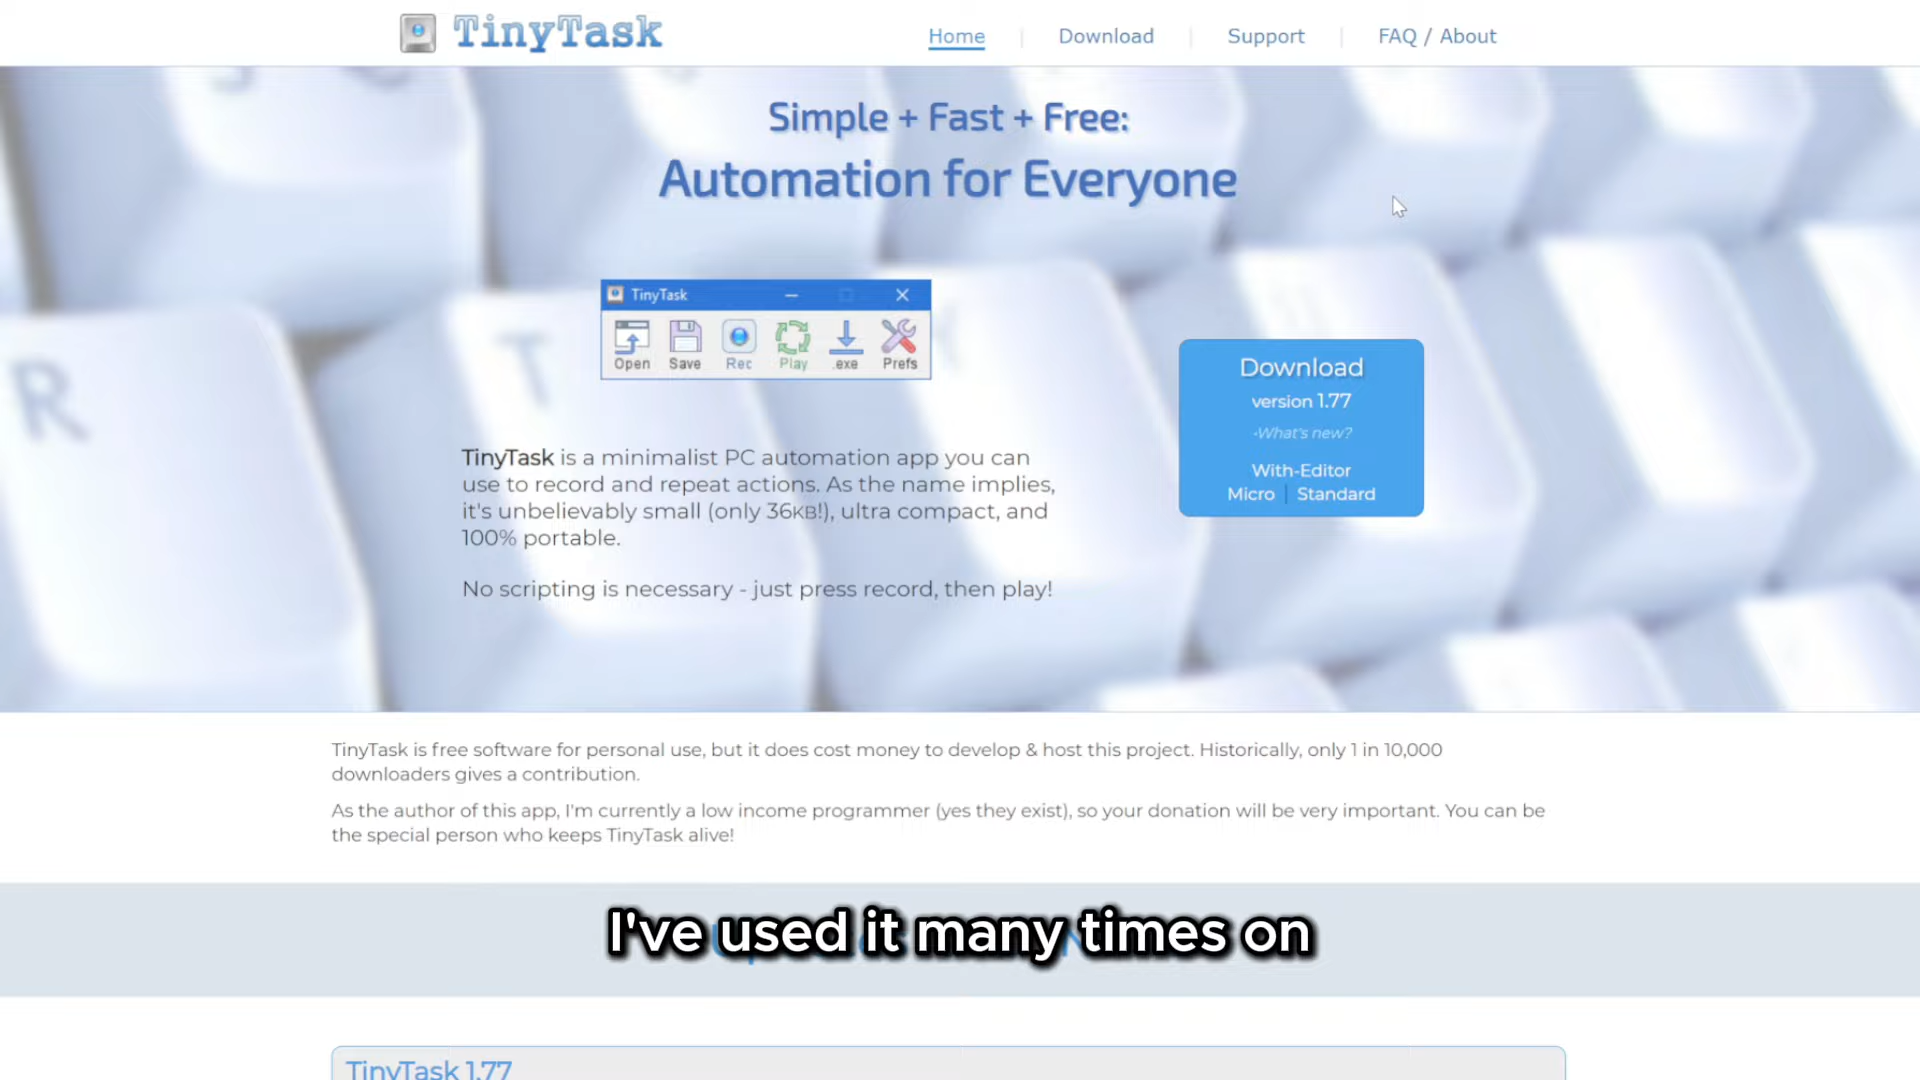 TinyTask
Home | Download | Support | FAQ / About
Simple + Fast + Free:
Automation for Everyone
TinyTask
Open Save Rec Play .exe Prefs
Download
version 1.77
-What's new?
With-Editor
Micro | Standard
TinyTask is a minimalist PC automation app you can
use to record and repeat actions. As the name implies,
it's unbelievably small (only 36KB!), ultra compact, and
100% portable.
No scripting is necessary - just press record, then play!
R
T
TinyTask is free software for personal use, but it does cost money to develop & host this project. Historically, only 1 in 10,000
downloaders gives a contribution.
As the author of this app, I'm currently a low income programmer (yes they exist), so your donation will be very important. You can be
the special person who keeps TinyTask alive!
I've used it many times on
TinyTask 1.77